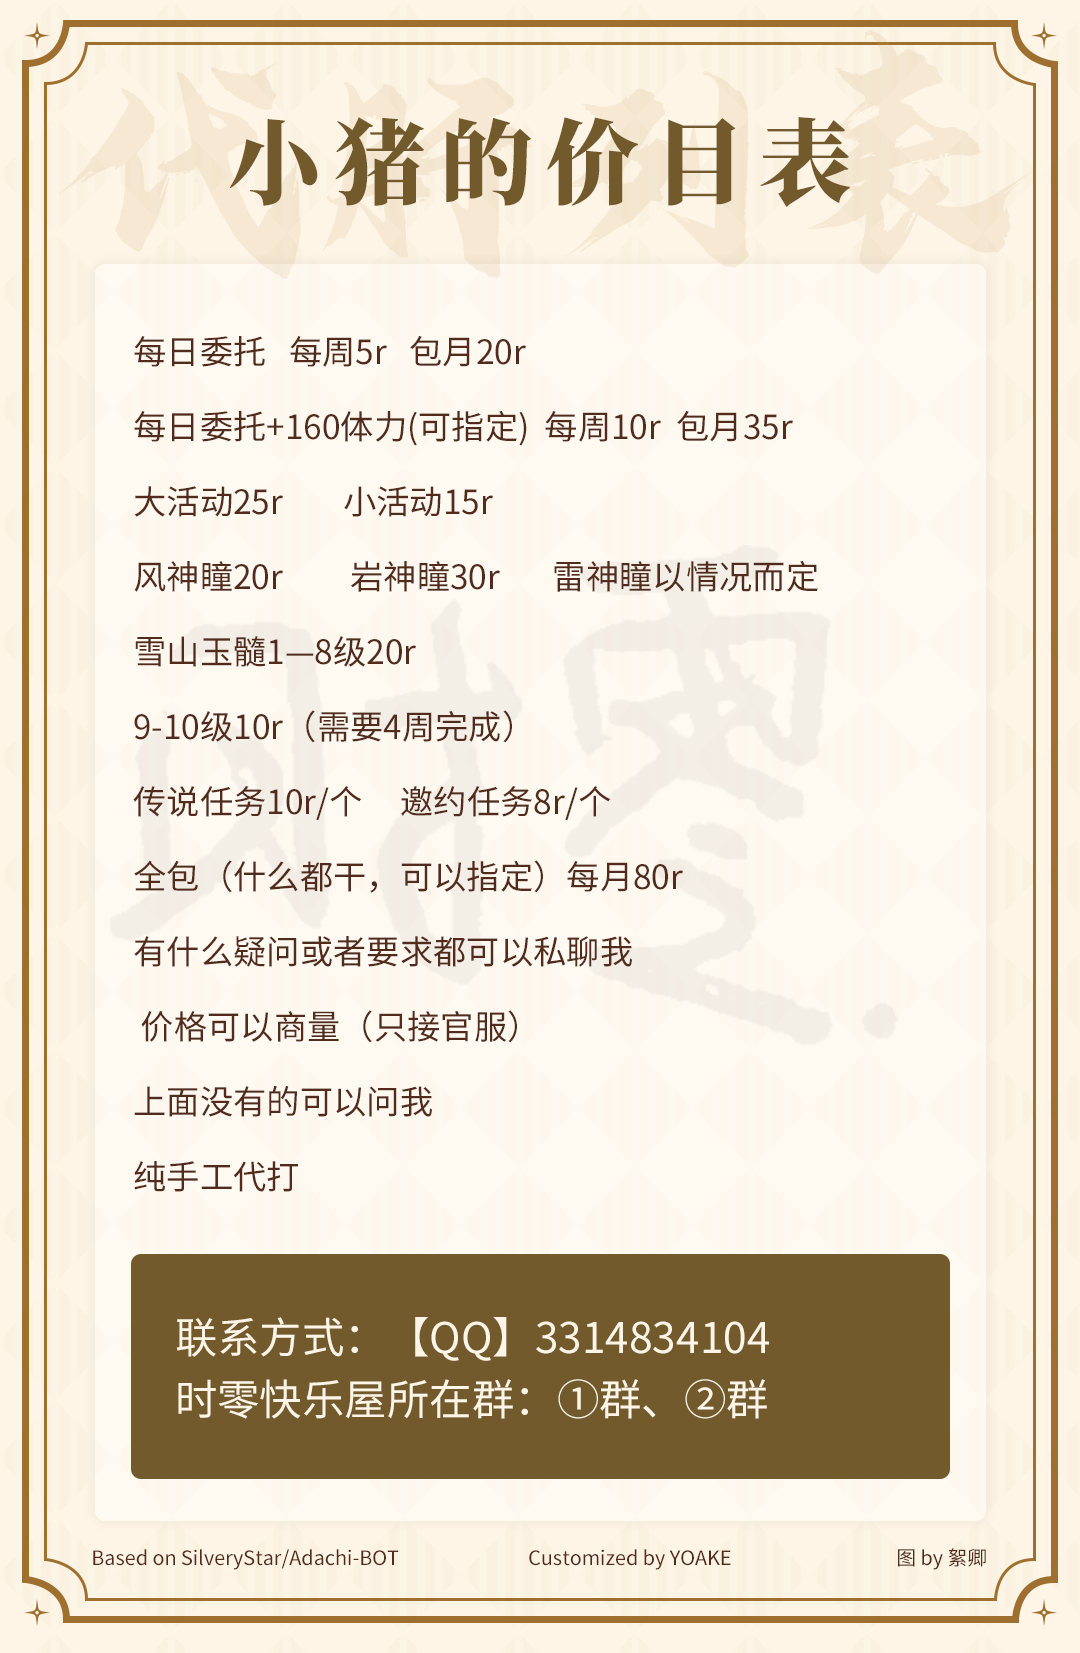 代肝列表
小猪的价目表
每日委托 每周5r 包月20r
每日委托+160体力(可指定) 每周10r 包月35r
大活动25r 小活动15r
风神瞳20r 岩神瞳30r 雷神瞳以情况而定
雪山玉髓1—8级20r
9-10级10r（需要4周完成）
传说任务10r/个 邀约任务8r/个
全包（什么都干，可以指定）每月80r
有什么疑问或者要求都可以私聊我
价格可以商量（只接官服）
上面没有的可以问我
纯手工代打
联系方式：【QQ】3314834104
时零快乐屋所在群：①群、②群
Based on SilveryStar/Adachi-BOT Customized by YOAKE 图 by 絮卿